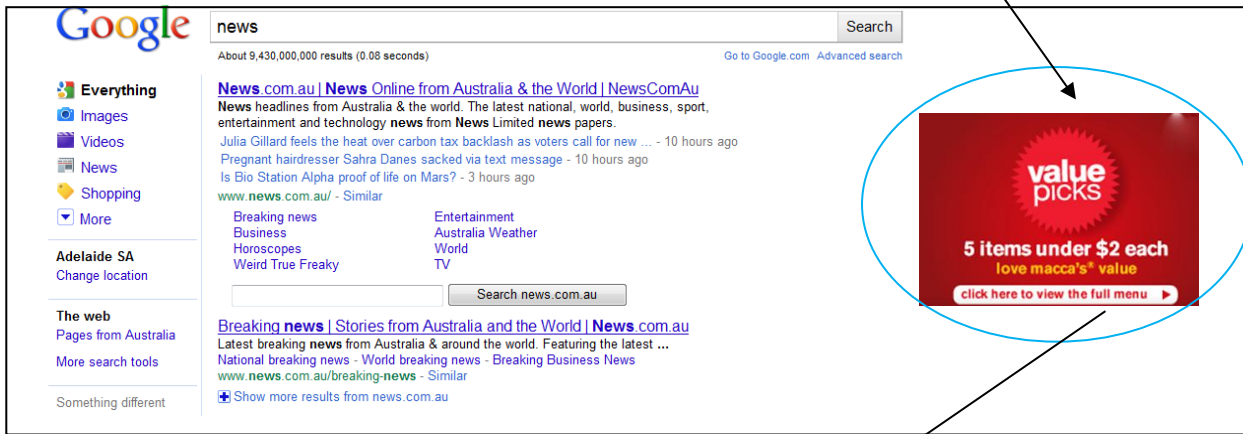 Google
news
Search
About 9,430,000,000 results (0.08 seconds)
Go to Google.com Advanced search
Everything
Images
Videos
News
Shopping
More
Adelaide SA
Change location
The web
Pages from Australia
More search tools
Something different
News.com.au | News Online from Australia & the World | NewsComAu
News headlines from Australia & the world. The latest national, world, business, sport,
entertainment and technology news from News Limited news papers.
Julia Gillard feels the heat over carbon tax backlash as voters call for new ... - 10 hours ago
Pregnant hairdresser Sahra Danes sacked via text message - 10 hours ago
Is Bio Station Alpha proof of life on Mars? - 3 hours ago
www.news.com.au/ - Similar
Breaking news Entertainment
Business Australia Weather
Horoscopes World
Weird True Freaky TV
Search news.com.au
Breaking news | Stories from Australia and the World | News.com.au
Latest breaking news from Australia & around the world. Featuring the latest ...
National breaking news - World breaking news - Breaking Business News
www.news.com.au/breaking-news - Similar
Show more results from news.com.au
value
picks
5 items under $2 each
love macca's® value
click here to view the full menu